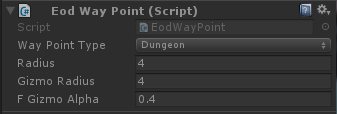 Eod Way Point (Script)
Script EodWayPoint
Way Point Type Dungeon
Radius 4
Gizmo Radius 4
F Gizmo Alpha 0.4